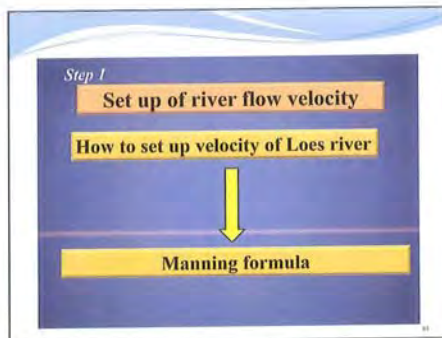 Step 1
Set up of river flow velocity
How to set up velocity of Loes river
Manning formula